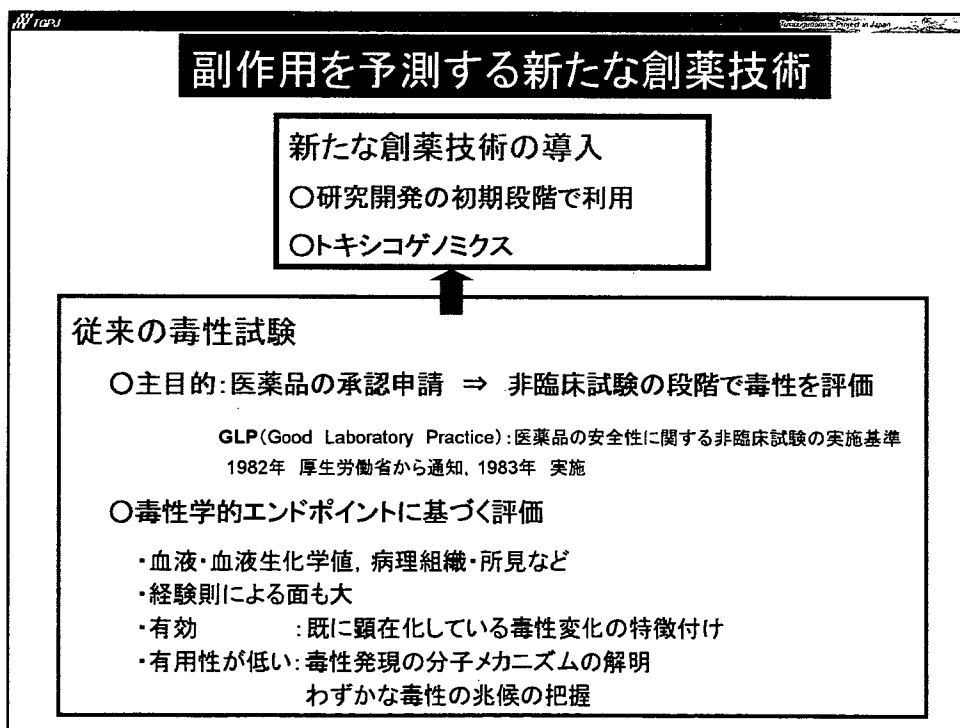 TGPJ
Toxicogenomics Project in Japan
副作用を予測する新たな創薬技術
新たな創薬技術の導入
○研究開発の初期段階で利用
○トキシコゲノミクス
従来の毒性試験
○主目的:医薬品の承認申請 ⇒ 非臨床試験の段階で毒性を評価
GLP(Good Laboratory Practice):医薬品の安全性に関する非臨床試験の実施基準
1982年 厚生労働省から通知, 1983年 実施
○毒性学的エンドポイントに基づく評価
・血液・血液生化学値, 病理組織・所見など
・経験則による面も大
・有効 :既に顕在化している毒性変化の特徴付け
・有用性が低い:毒性発現の分子メカニズムの解明
わずかな毒性の兆候の把握